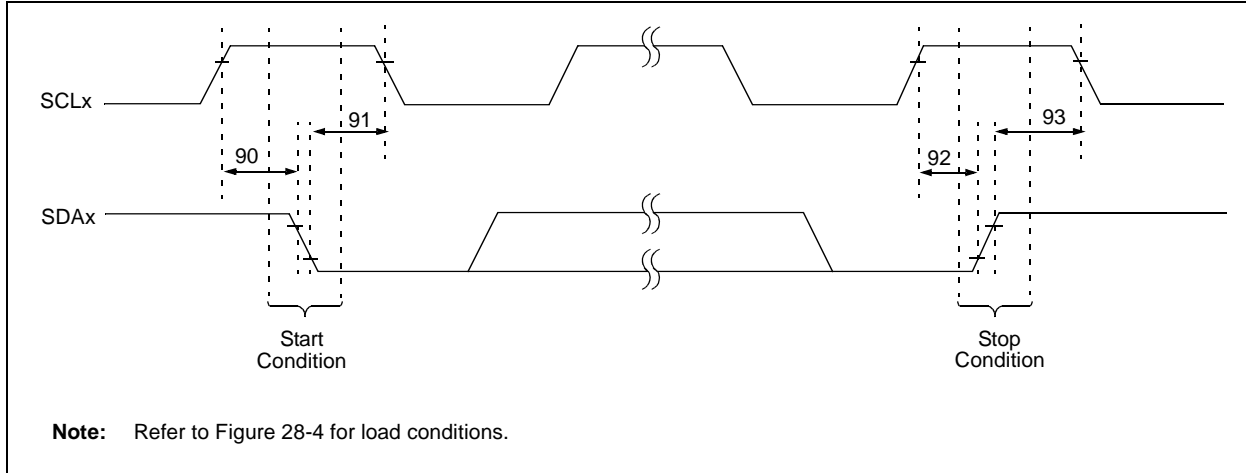 SCLx
91
93
90
92
SDAx
Start
Condition
Stop
Condition
Note: Refer to Figure 28-4 for load conditions.